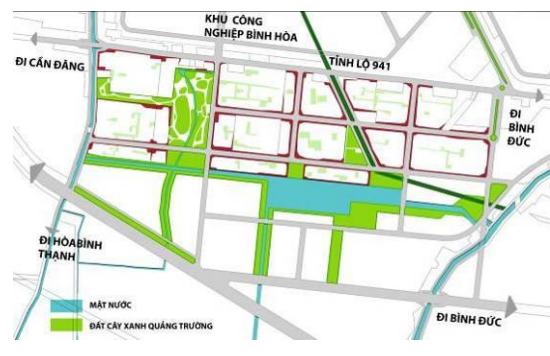 KHU CÔNG
NGHIỆP BÌNH HÒA
TỈNH LỘ 941
ĐI CẦN ĐĂNG
ĐI
BÌNH
ĐỨC
ĐI HÒA BÌNH
THẠNH
MẶT NƯỚC
ĐẤT CÂY XANH QUẢNG TRƯỜNG
ĐI BÌNH ĐỨC